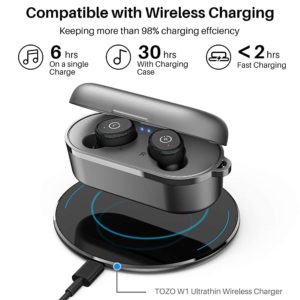 Compatible with Wireless Charging
Keeping more than 98% charging effciency
6 hrs
On a single
Charge
30 hrs
With Charging
Case
< 2 hrs
Fast Charging
TOZO W1 Ultrathin Wireless Charger